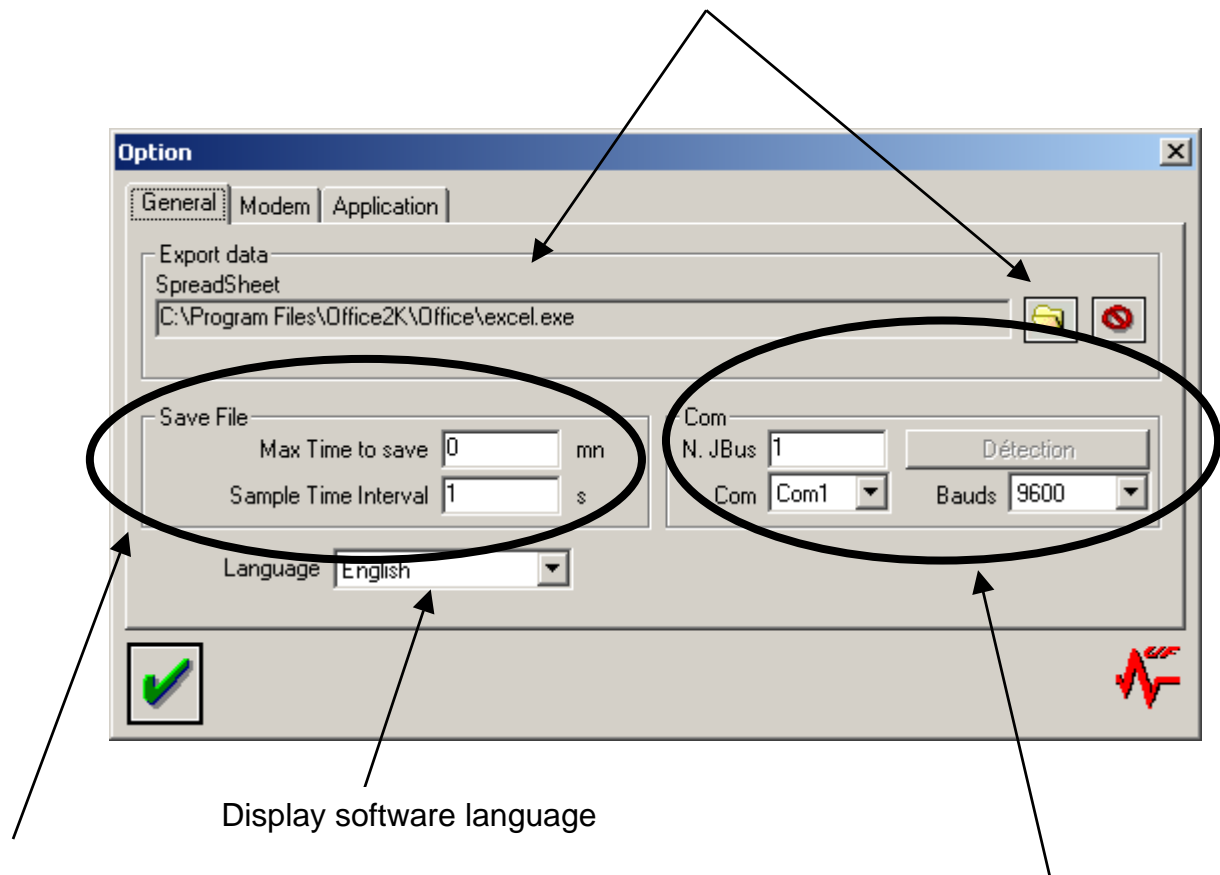 Option
General Modem Application
Export data
SpreadSheet
C:\Program Files\Office2K\Office\excel.exe
Save File
Max Time to save 0 mn
Sample Time Interval 1 s
Com
N. JBus 1 Détection
Com Com1 Bauds 9600
Language English
Display software language